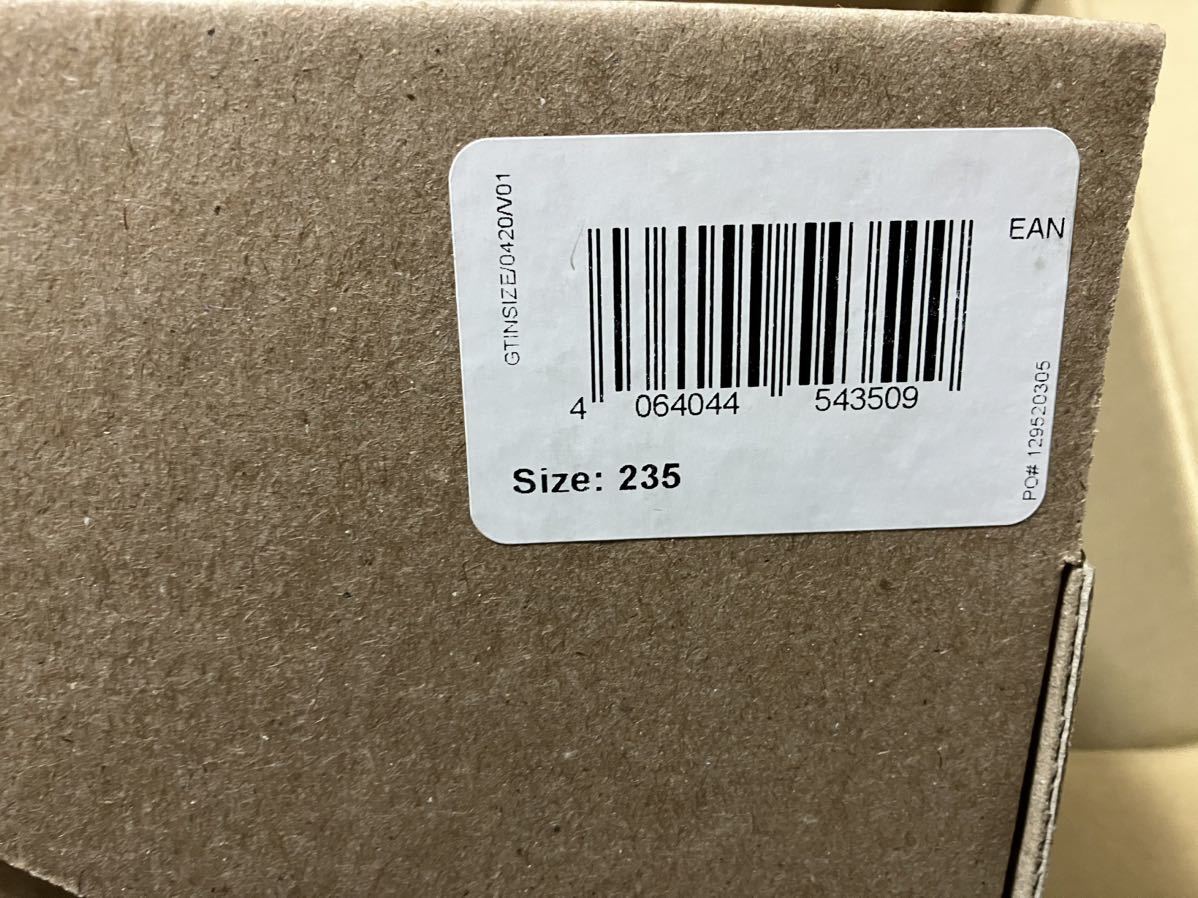 GTINSIZE/0420/V01
EAN
4 064044 543509
Size: 235
PO# 129520305